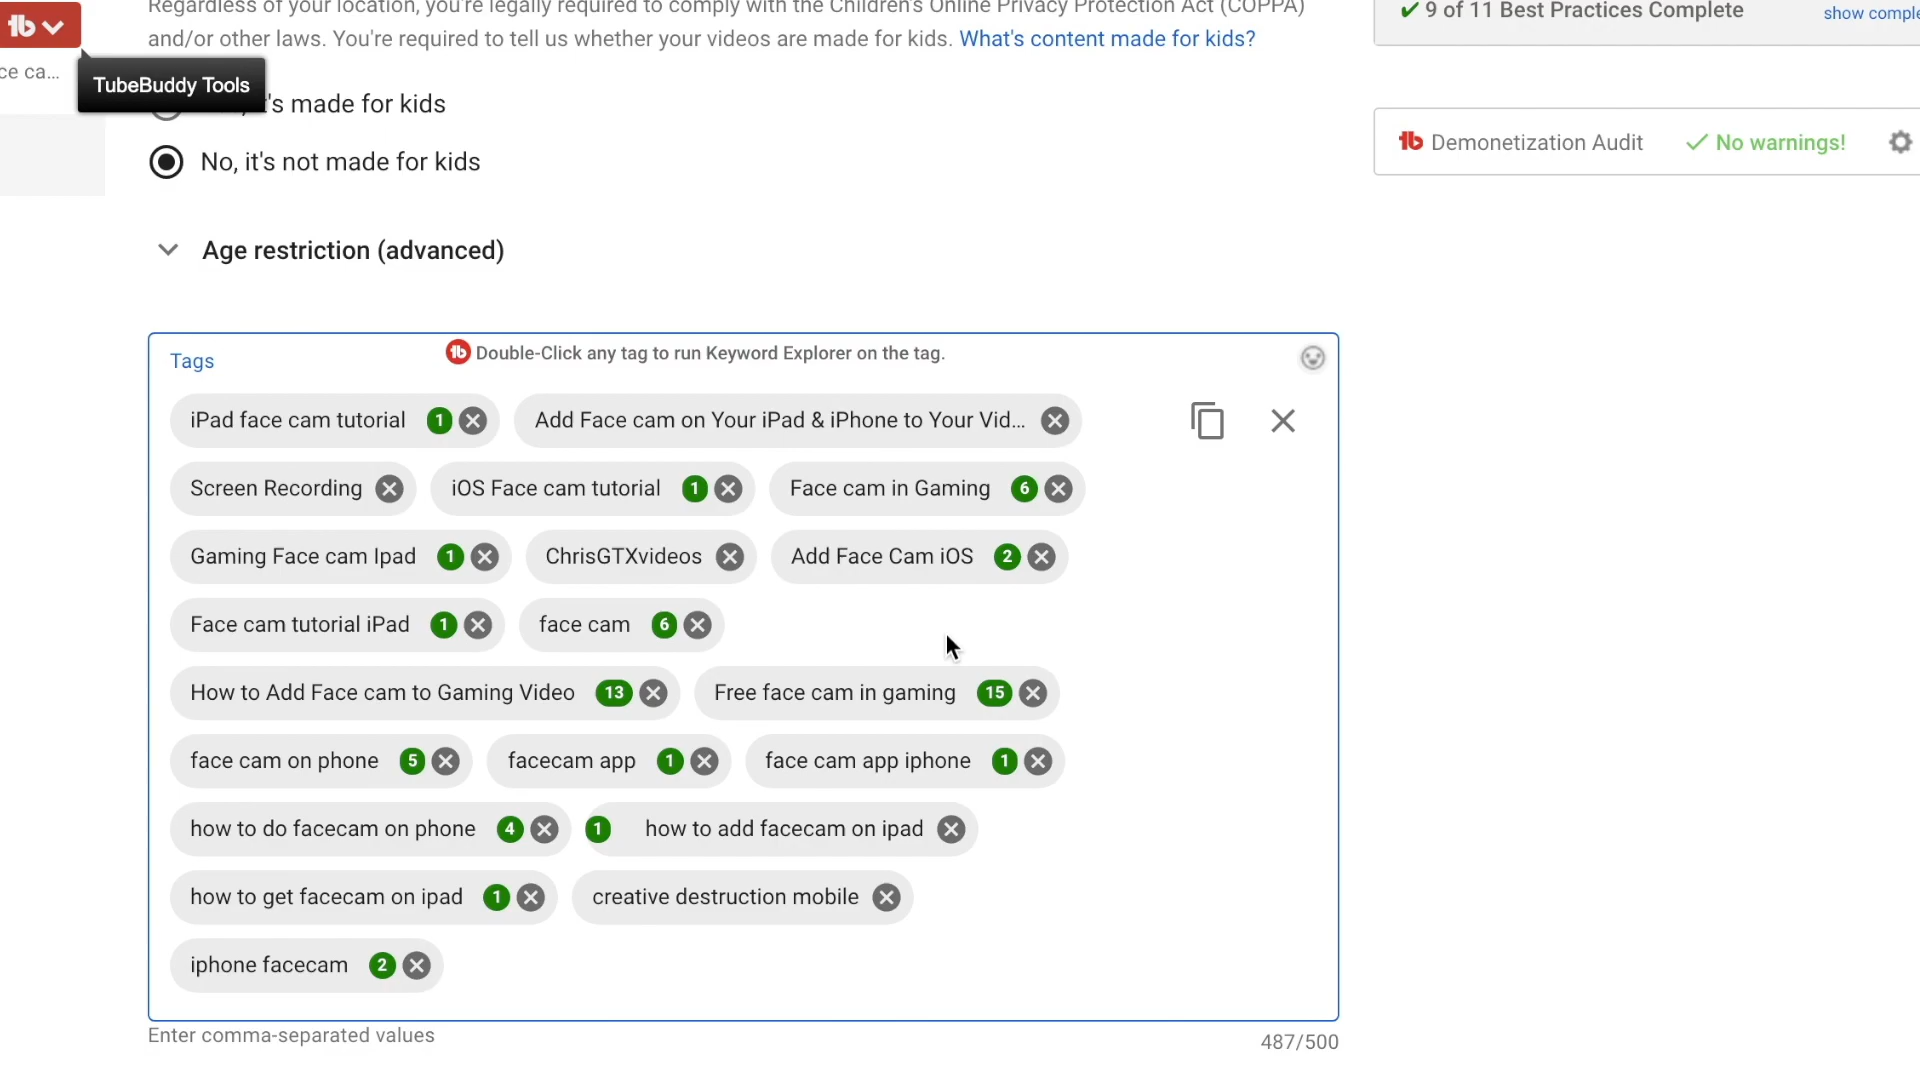 Regardless of your location, you're legally required to comply with the Children's Online Privacy Protection Act (COPPA)
and/or other laws. You're required to tell us whether your videos are made for kids. What's content made for kids?
9 of 11 Best Practices Complete show comple
ce ca...
TubeBuddy Tools
's made for kids
No, it's not made for kids
Demonetization Audit No warnings!
Age restriction (advanced)
Tags Double-Click any tag to run Keyword Explorer on the tag.
iPad face cam tutorial 1 Add Face cam on Your iPad & iPhone to Your Vid...
Screen Recording iOS Face cam tutorial 1 Face cam in Gaming 6
Gaming Face cam Ipad 1 ChrisGTXvideos Add Face Cam iOS 2
Face cam tutorial iPad 1 face cam 6
How to Add Face cam to Gaming Video 13 Free face cam in gaming 15
face cam on phone 5 facecam app 1 face cam app iphone 1
how to do facecam on phone 4 1 how to add facecam on ipad
how to get facecam on ipad 1 creative destruction mobile
iphone facecam 2
Enter comma-separated values 487/500